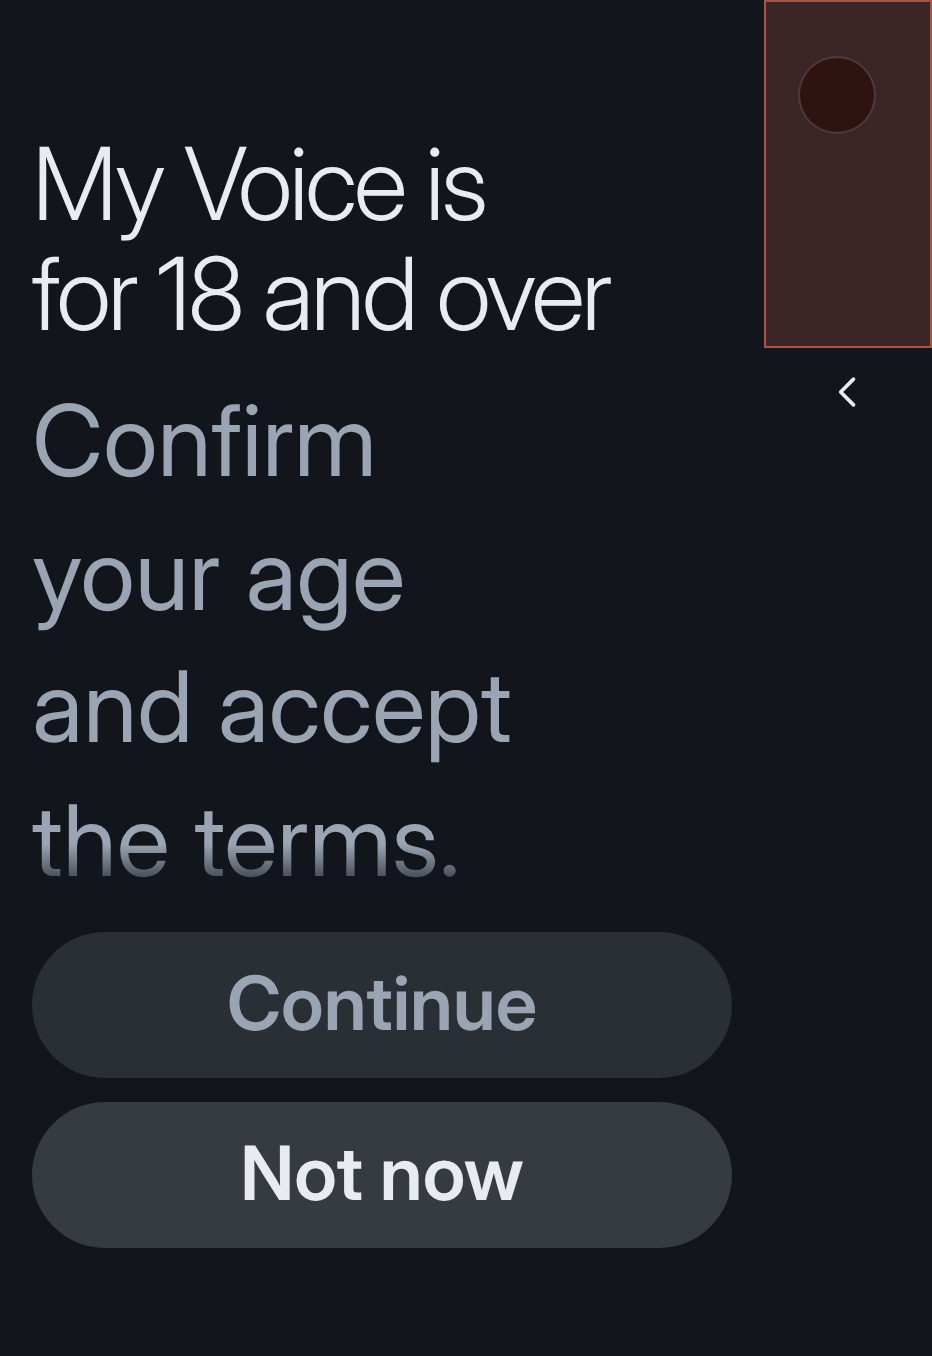 My Voice is
for 18 and over
Confirm
your age
and accept
the terms.
Continue
Not now